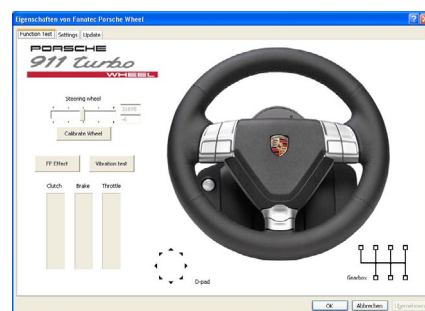 Eigenschaften von Fanatec Porsche Wheel
Function Test Settings Update
PORSCHE
911 turbo
WHEEL
Steering wheel
Calibrate Wheel
FF Effect Vibration test
Clutch Brake Throttle
D-pad
Gearbox
OK Abbrechen Übernehmen